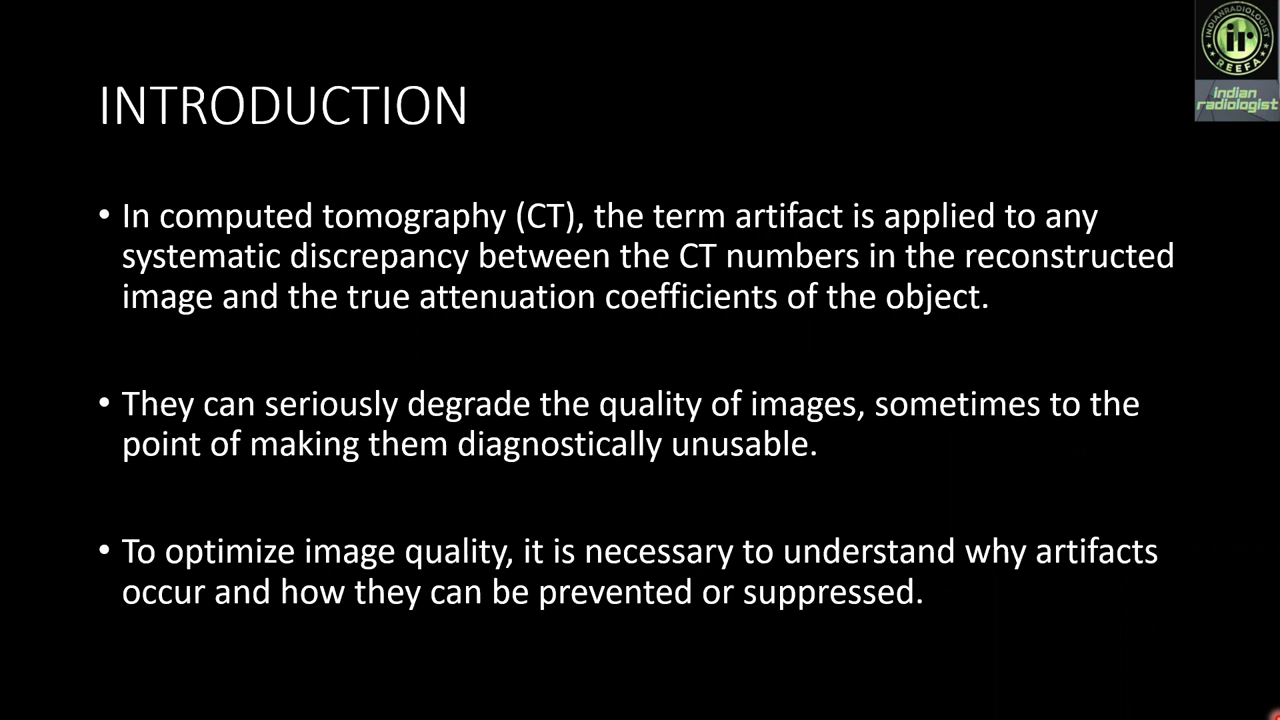 INDIANRADIOLOGIST
ir
REEFA
indian
radiologist
INTRODUCTION
• In computed tomography (CT), the term artifact is applied to any
systematic discrepancy between the CT numbers in the reconstructed
image and the true attenuation coefficients of the object.
• They can seriously degrade the quality of images, sometimes to the
point of making them diagnostically unusable.
• To optimize image quality, it is necessary to understand why artifacts
occur and how they can be prevented or suppressed.